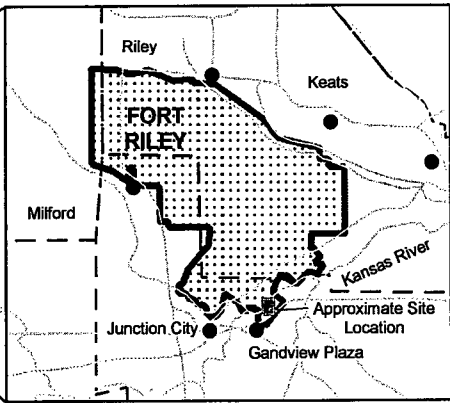 Riley
Keats
FORT
RILEY
Milford
Kansas River
Approximate Site
Location
Junction City
Gandview Plaza